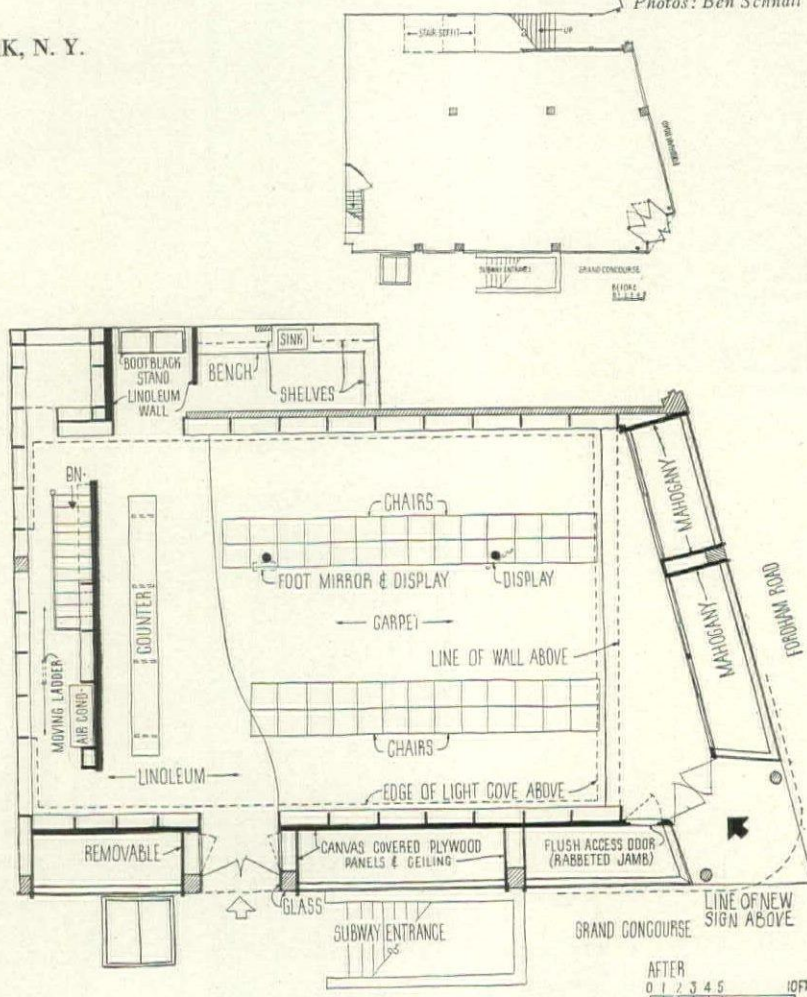 Photos: Ben Schnall
K, N. Y.
STAIR SOFFIT
UP
FORDHAM ROAD
SUBWAY ENTRANCE
GRAND CONCOURSE
BEFORE
BOOTBLACK
STAND
LINOLEUM
WALL
BENCH
SINK
SHELVES
BN.
CHAIRS
FOOT MIRROR & DISPLAY
DISPLAY
COUNTER
CARPET
LINE OF WALL ABOVE
MAHOGANY
MAHOGANY
FORDHAM ROAD
MOVING LADDER
AIR COND.
CHAIRS
LINOLEUM
EDGE OF LIGHT COVE ABOVE
REMOVABLE
CANVAS COVERED PLYWOOD
PANELS & CEILING
FLUSH ACCESS DOOR
(RABBETED JAMB)
GLASS
SUBWAY ENTRANCE
GRAND CONCOURSE
LINE OF NEW
SIGN ABOVE
AFTER
0 1 2 3 4 5 10FT